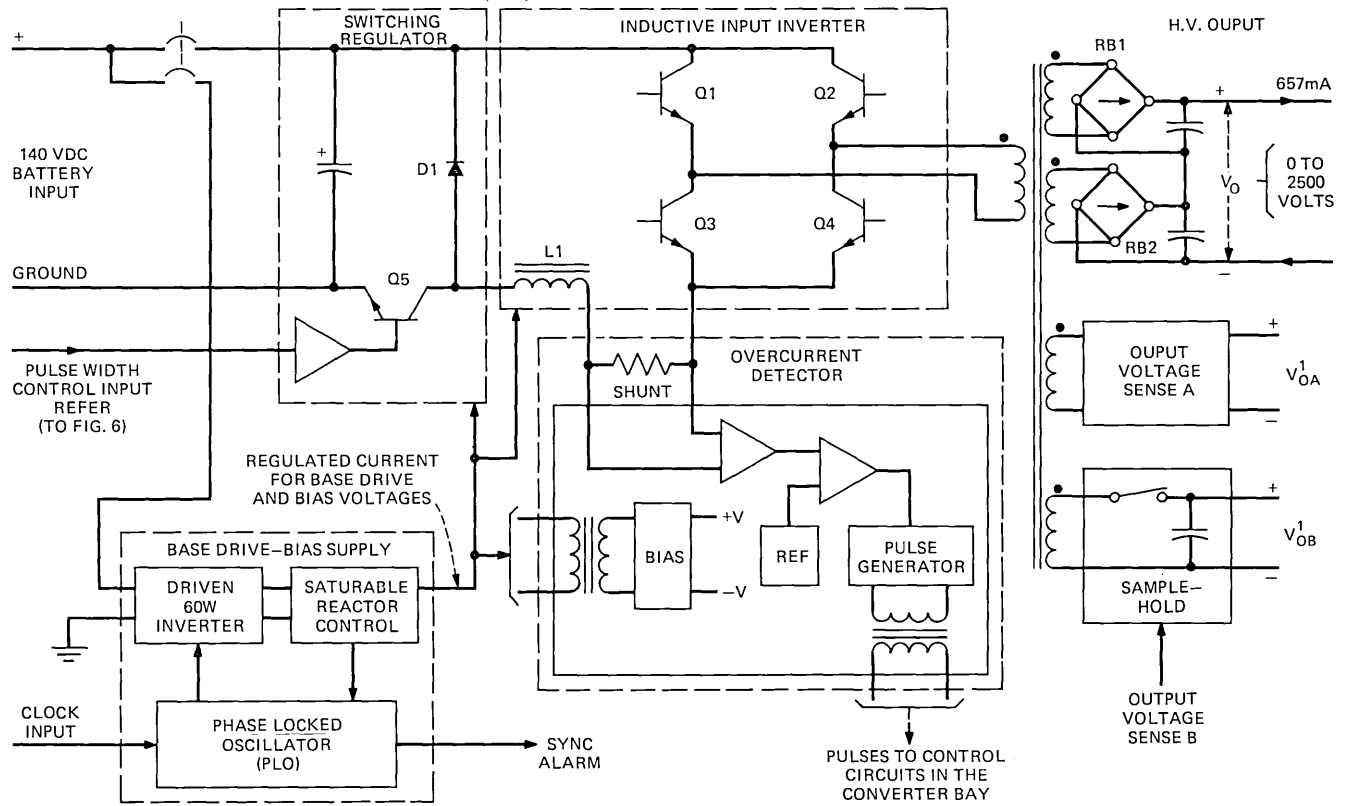 SWITCHING
REGULATOR
INDUCTIVE INPUT INVERTER
H.V. OUPUT
+
RB1
Q1
Q2
+
657mA
140 VDC
BATTERY
INPUT
+
D1
VO
0 TO
2500
VOLTS
Q3
Q4
RB2
L1
GROUND
Q5
−
OVERCURRENT
DETECTOR
OUPUT
VOLTAGE
SENSE A
+
V1OA
−
PULSE WIDTH
CONTROL INPUT
REFER
(TO FIG. 6)
SHUNT
REGULATED CURRENT
FOR BASE DRIVE
AND BIAS VOLTAGES
+V
BIAS
−V
REF
PULSE
GENERATOR
+
V1OB
−
SAMPLE–
HOLD
BASE DRIVE–BIAS SUPPLY
DRIVEN
60W
INVERTER
SATURABLE
REACTOR
CONTROL
CLOCK
INPUT
PHASE LOCKED
OSCILLATOR
(PLO)
SYNC
ALARM
OUTPUT
VOLTAGE
SENSE B
PULSES TO CONTROL
CIRCUITS IN THE
CONVERTER BAY